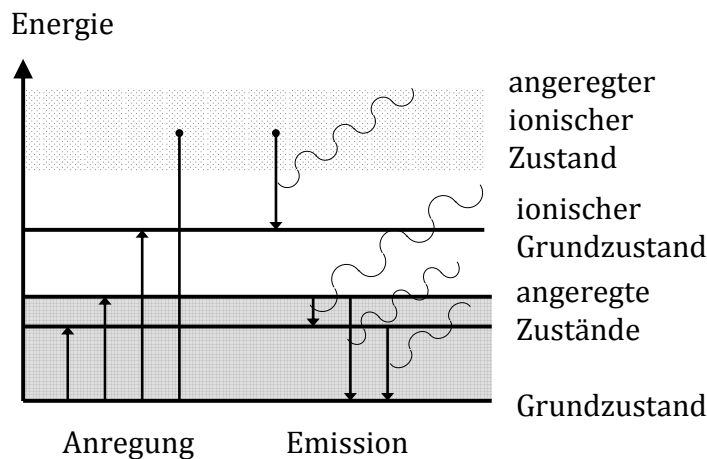 Energie
angeregter
ionischer
Zustand
ionischer
Grundzustand
angeregte
Zustände
Grundzustand
Anregung
Emission